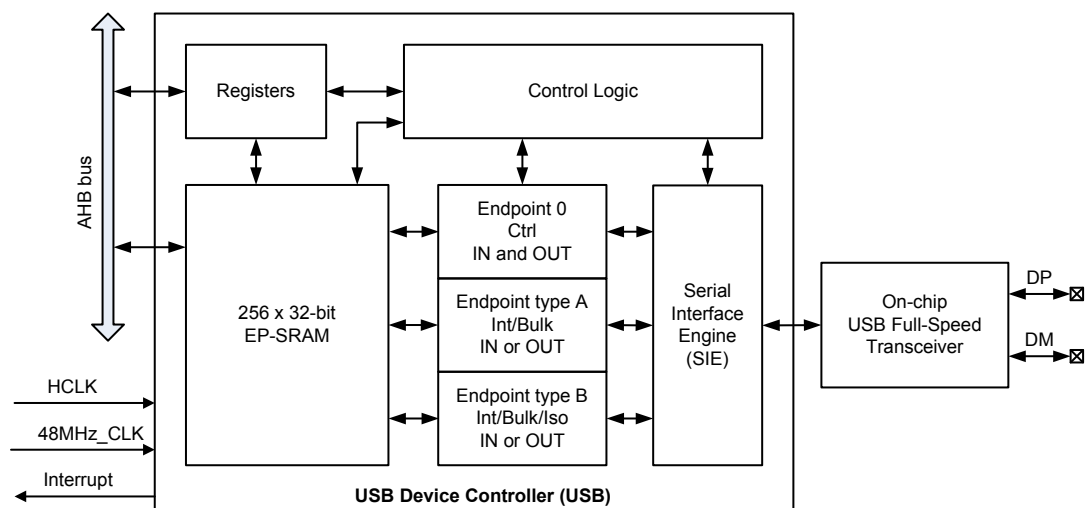 AHB bus
Registers
Control Logic
256 x 32-bit
EP-SRAM
Endpoint 0
Ctrl
IN and OUT
Endpoint type A
Int/Bulk
IN or OUT
Endpoint type B
Int/Bulk/Iso
IN or OUT
Serial
Interface
Engine
(SIE)
On-chip
USB Full-Speed
Transceiver
DP
DM
HCLK
48MHz_CLK
Interrupt
USB Device Controller (USB)